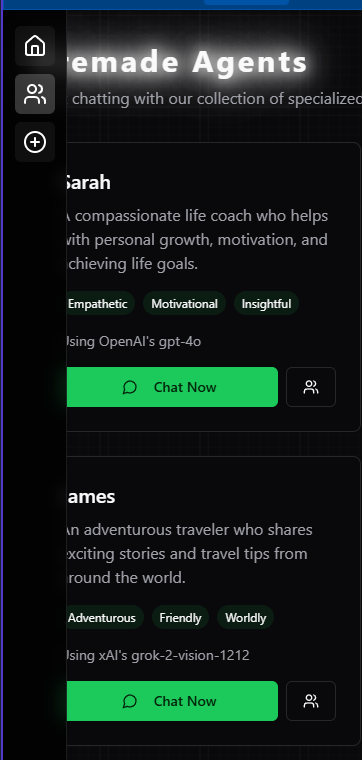 remade Agents
chatting with our collection of specialized
Sarah
A compassionate life coach who helps
with personal growth, motivation, and
achieving life goals.
Empathetic Motivational Insightful
Using OpenAI's gpt-4o
Chat Now
ames
An adventurous traveler who shares
exciting stories and travel tips from
around the world.
Adventurous Friendly Worldly
Using xAI's grok-2-vision-1212
Chat Now